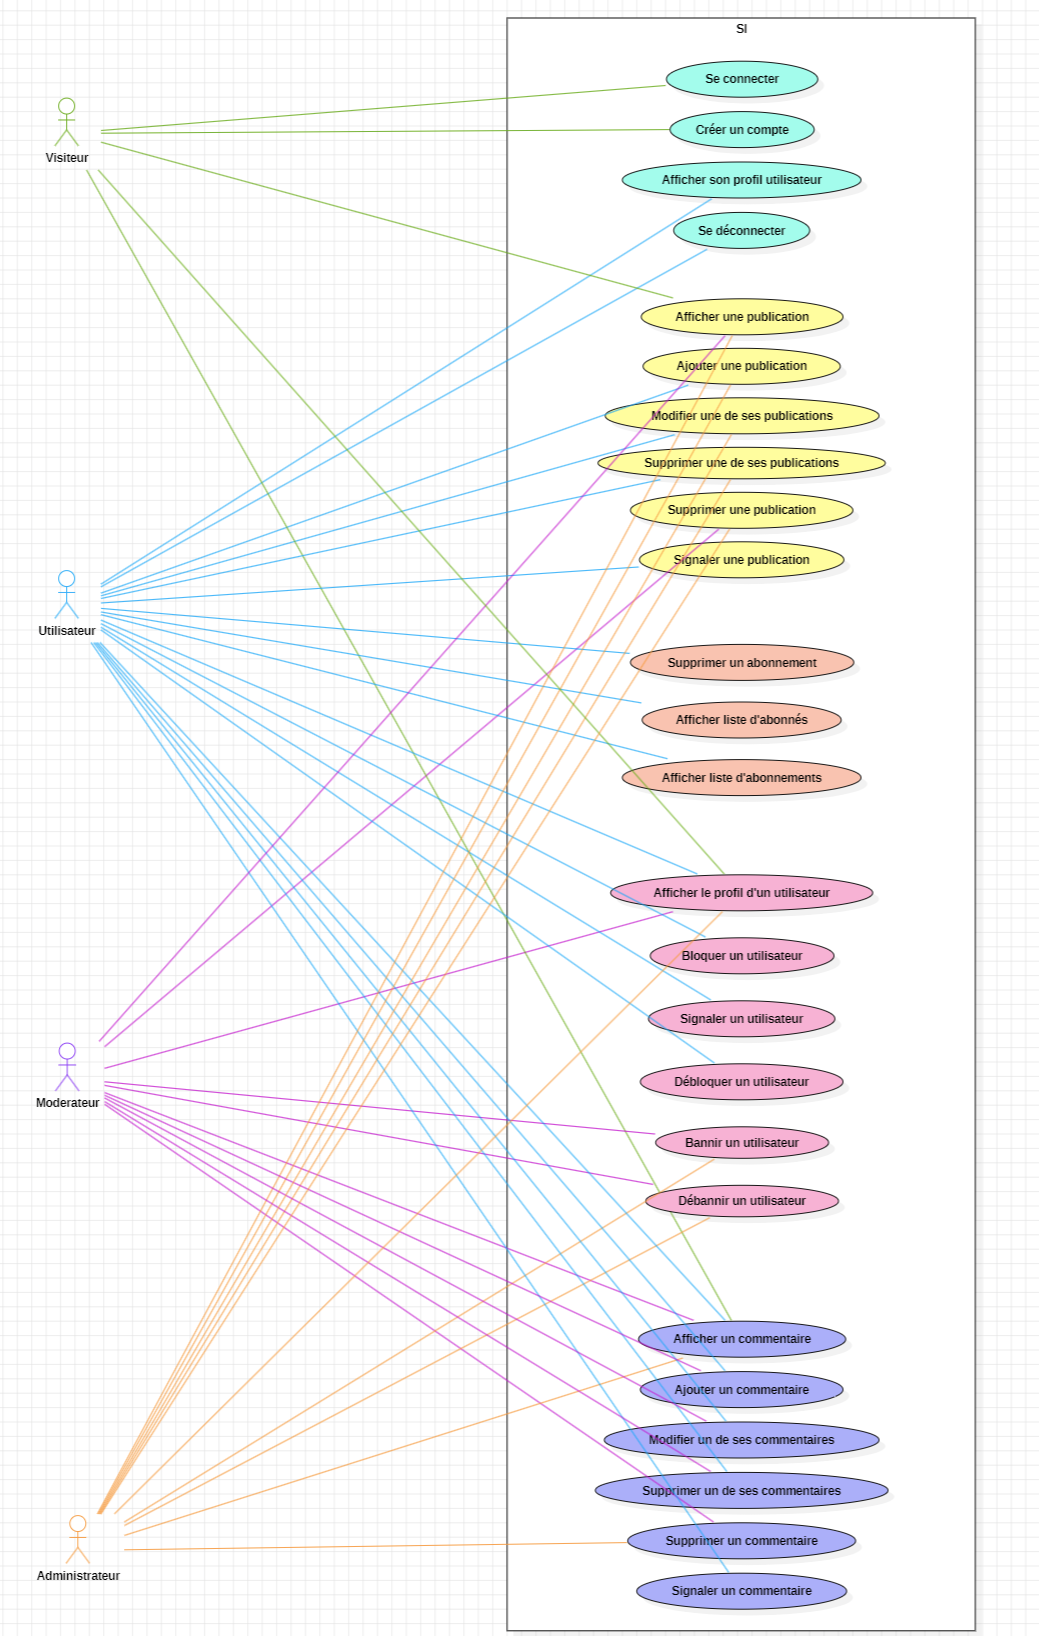 SI
Se connecter
Créer un compte
Visiteur
Afficher son profil utilisateur
Se déconnecter
Afficher une publication
Ajouter une publication
Modifier une de ses publications
Supprimer une de ses publications
Supprimer une publication
Signaler une publication
Utilisateur
Supprimer un abonnement
Afficher liste d'abonnés
Afficher liste d'abonnements
Afficher le profil d'un utilisateur
Bloquer un utilisateur
Signaler un utilisateur
Débloquer un utilisateur
Moderateur
Bannir un utilisateur
Débannir un utilisateur
Afficher un commentaire
Ajouter un commentaire
Modifier un de ses commentaires
Supprimer un de ses commentaires
Supprimer un commentaire
Administrateur
Signaler un commentaire